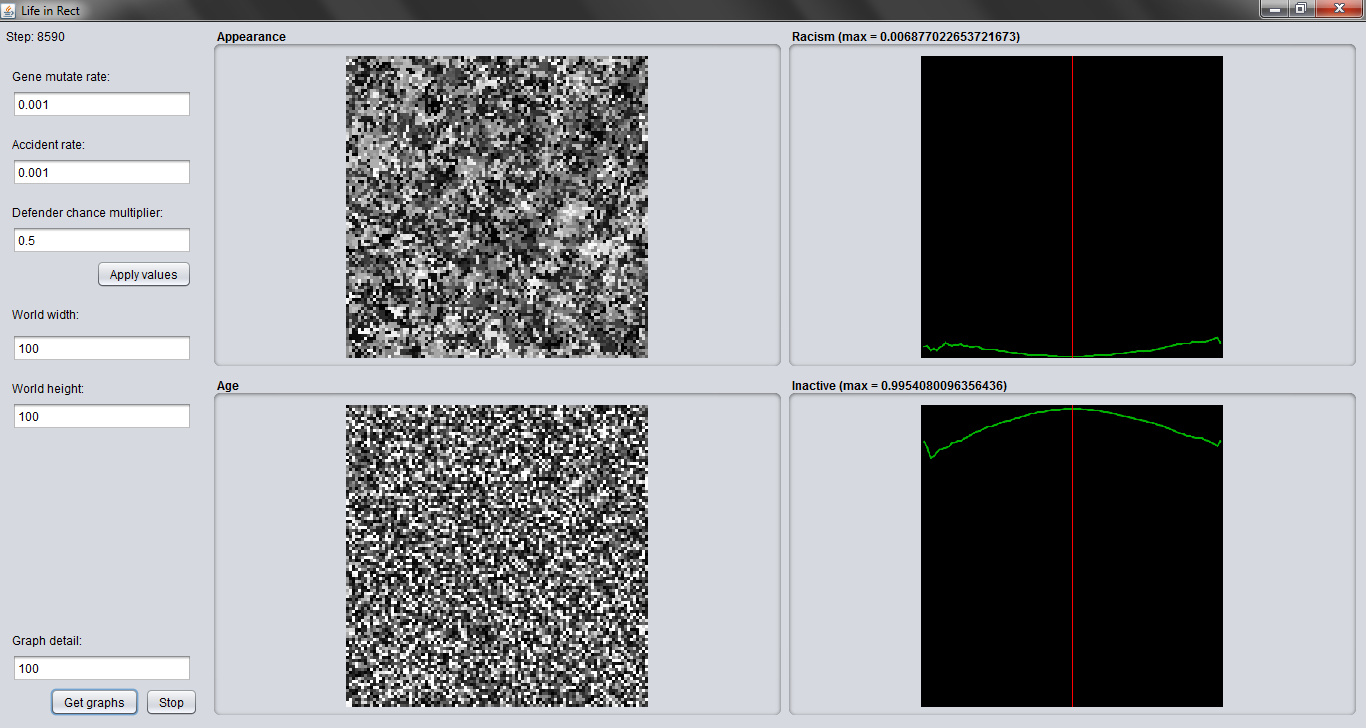 Life in Rect
Step: 8590
Gene mutate rate:
0.001
Accident rate:
0.001
Defender chance multiplier:
0.5
Apply values
World width:
100
World height:
100
Graph detail:
100
Get graphs
Stop
Appearance
Racism (max = 0.006877022653721673)
Age
Inactive (max = 0.9954080096356436)